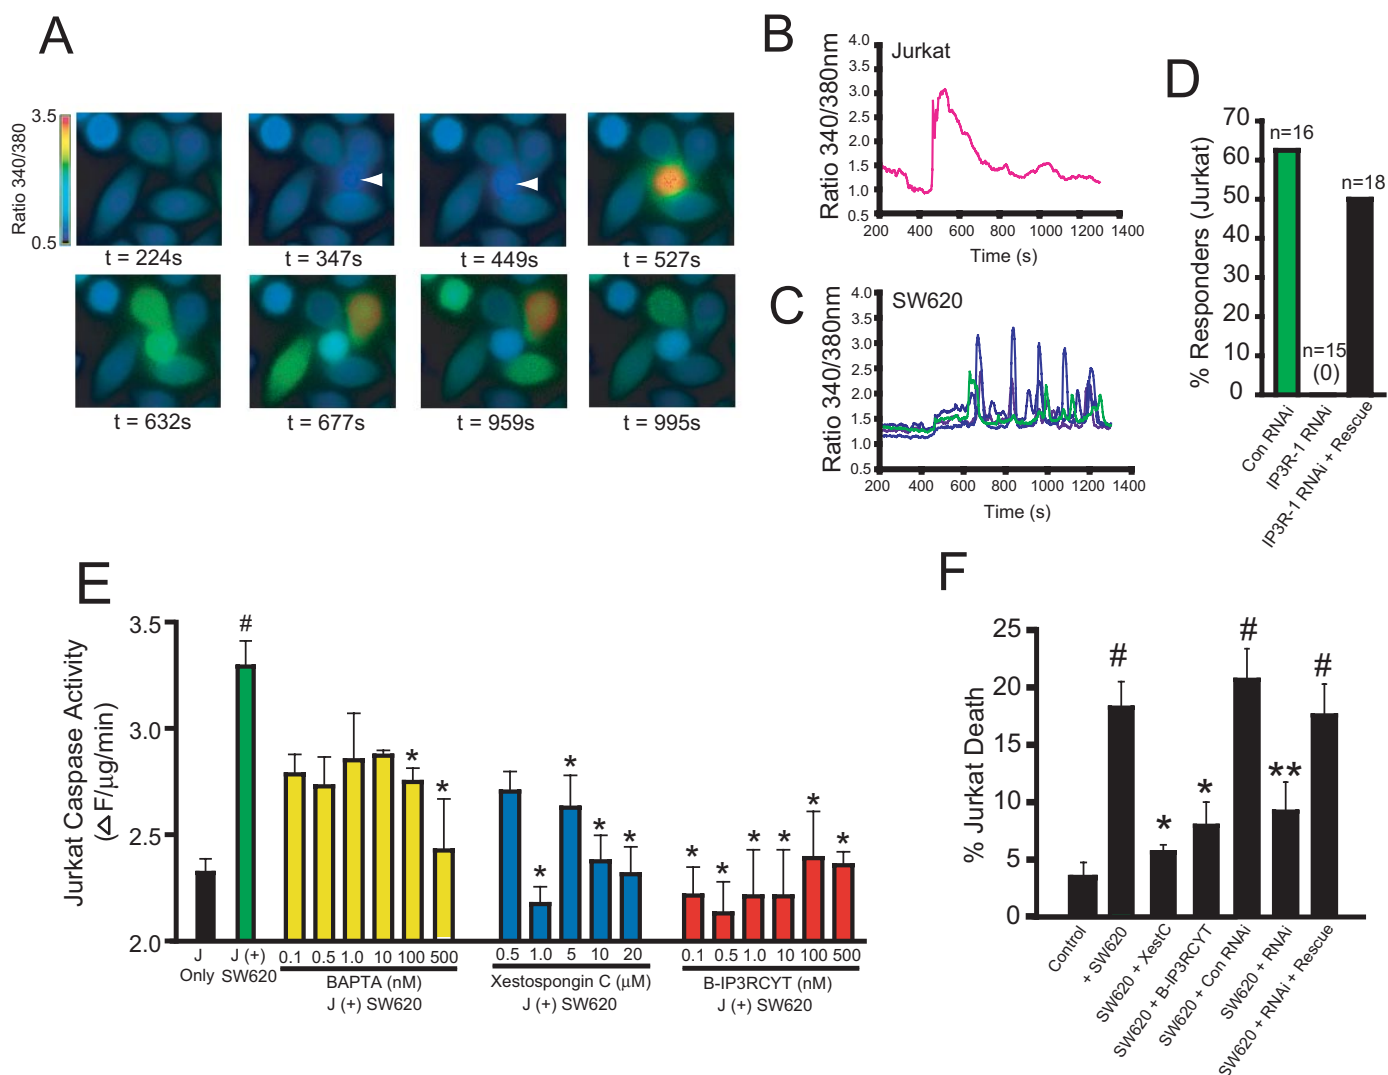 A
3.5
Ratio 340/380
0.5
t = 224s
t = 347s
t = 449s
t = 527s
t = 632s
t = 677s
t = 959s
t = 995s
B
Jurkat
Ratio 340/380nm
4.0
3.5
3.0
2.5
2.0
1.5
1.0
0.5
200 400 600 800 1000 1200 1400
Time (s)
C
SW620
Ratio 340/380nm
4.0
3.5
3.0
2.5
2.0
1.5
1.0
0.5
200 400 600 800 1000 1200 1400
Time (s)
D
% Responders (Jurkat)
70
60
50
40
30
20
10
0
n=16
n=15
(0)
n=18
Con RNAi
IP3R-1 RNAi
IP3R-1 RNAi + Rescue
E
Jurkat Caspase Activity
(△F/μg/min)
3.5
3.0
2.5
2.0
#
* *
* * * *
* * * * * *
J
Only
J (+)
SW620
0.1 0.5 1.0 10 100 500
BAPTA (nM)
J (+) SW620
0.5 1.0 5 10 20
Xestospongin C (μM)
J (+) SW620
0.1 0.5 1.0 10 100 500
B-IP3RCYT (nM)
J (+) SW620
F
% Jurkat Death
25
20
15
10
5
0
# * * # ** #
Control
+ SW620
SW620 + XestC
SW620 + B-IP3RCYT
SW620 + Con RNAi
SW620 + RNAi
SW620 + RNAi + Rescue